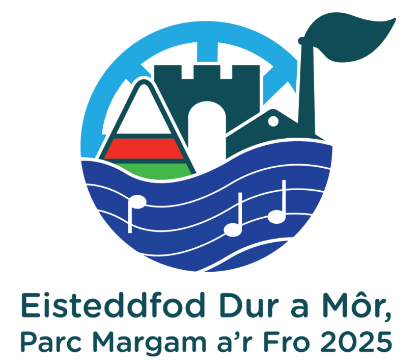 Eisteddfod Dur a Môr,
Parc Margam a'r Fro 2025